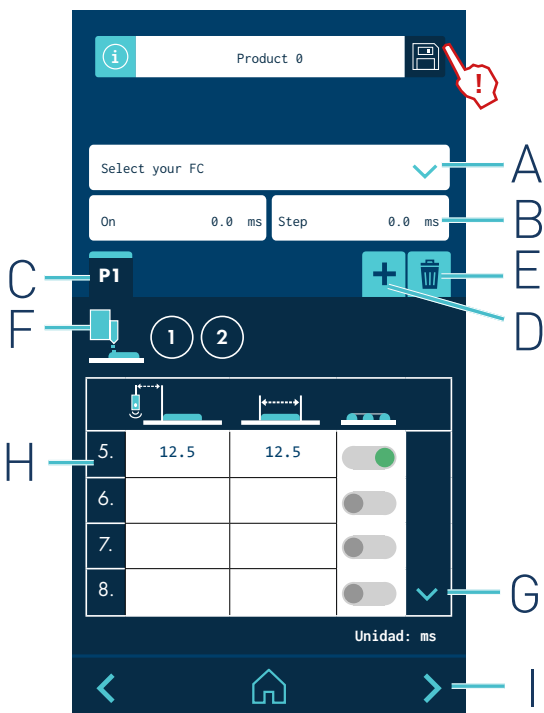 i Product 0 !
Select your FC A
On 0.0 ms Step 0.0 ms B
C P1 E
D
F 1 2
H 5. 12.5 12.5
6.
7.
8. G
Unidad: ms
I